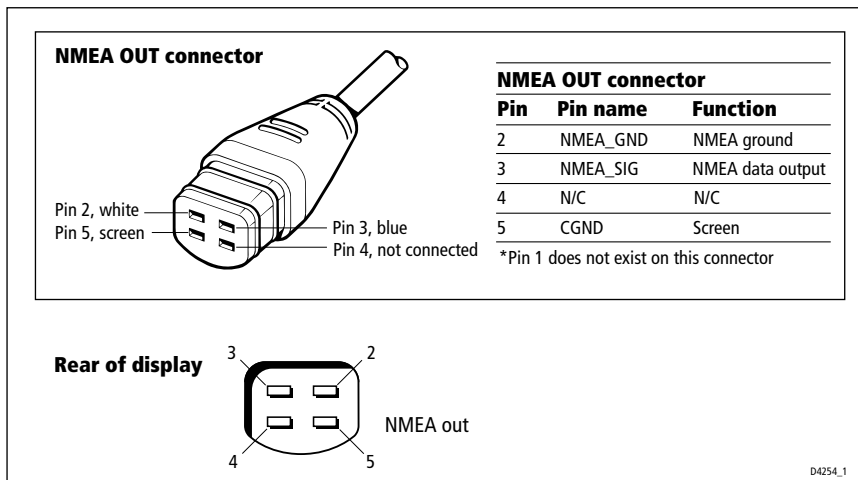 NMEA OUT connector
Pin 2, white
Pin 5, screen
Pin 3, blue
Pin 4, not connected
NMEA OUT connector
Pin Pin name Function
2 NMEA_GND NMEA ground
3 NMEA_SIG NMEA data output
4 N/C N/C
5 CGND Screen
*Pin 1 does not exist on this connector
Rear of display
3 2
4 5
NMEA out
D4254_1